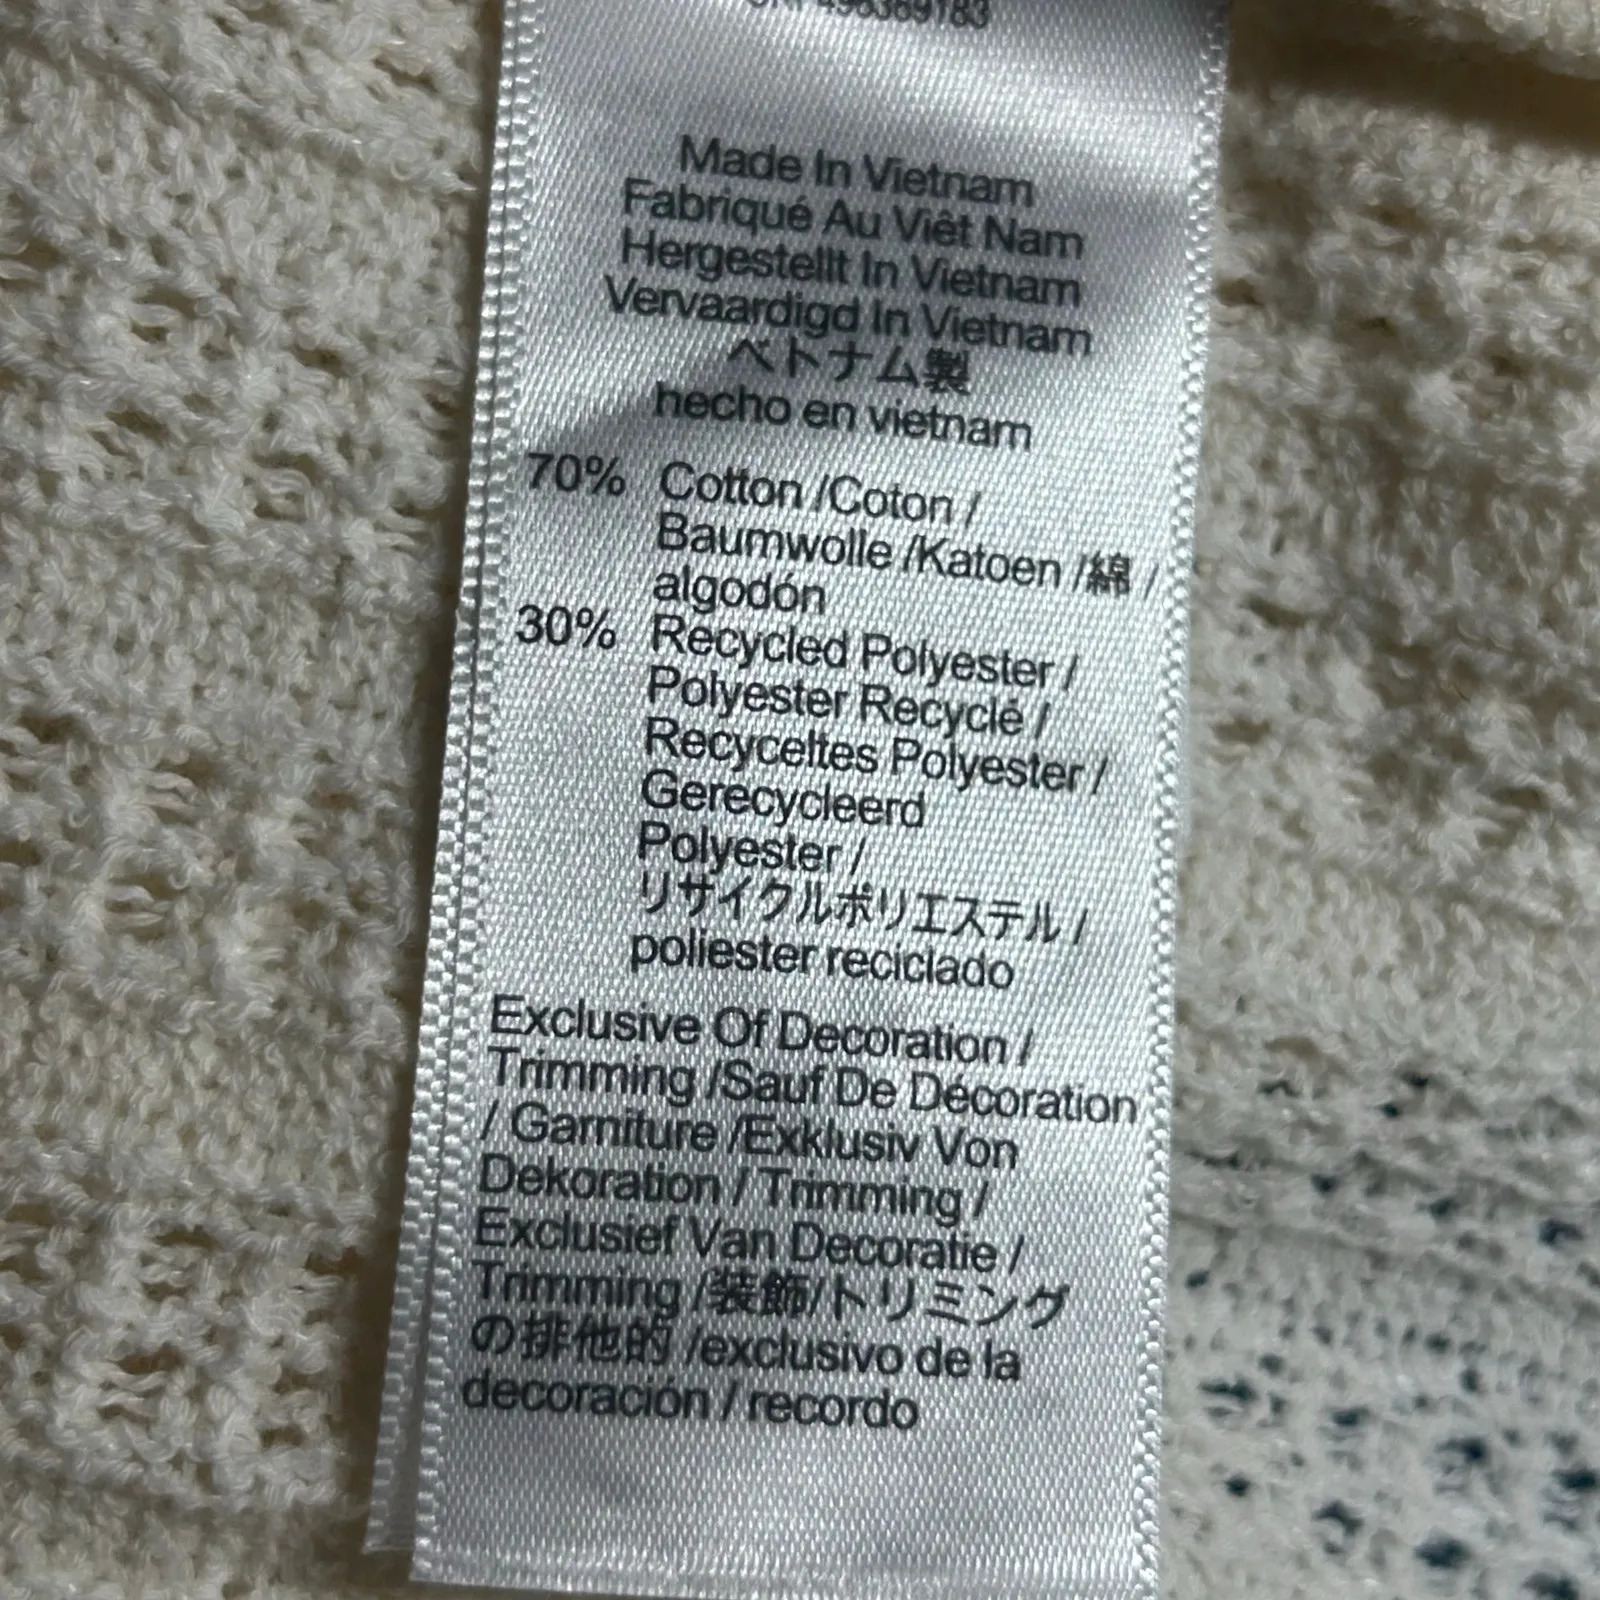 Made In Vietnam
Fabriqué Au Viêt Nam
Hergestellt In Vietnam
Vervaardigd In Vietnam
ベトナム製
hecho en vietnam
70% Cotton /Coton /
Baumwolle /Katoen /綿 /
algodón
30% Recycled Polyester /
Polyester Recyclé /
Recyceltes Polyester /
Gerecycleerd
Polyester /
リサイクルポリエステル /
poliester reciclado
Exclusive Of Decoration /
Trimming /Sauf De Décoration
/ Garniture /Exklusiv Von
Dekoration / Trimming /
Exclusief Van Decoratie /
Trimming /装飾/トリミング
の排他的 /exclusivo de la
decoración / recordo